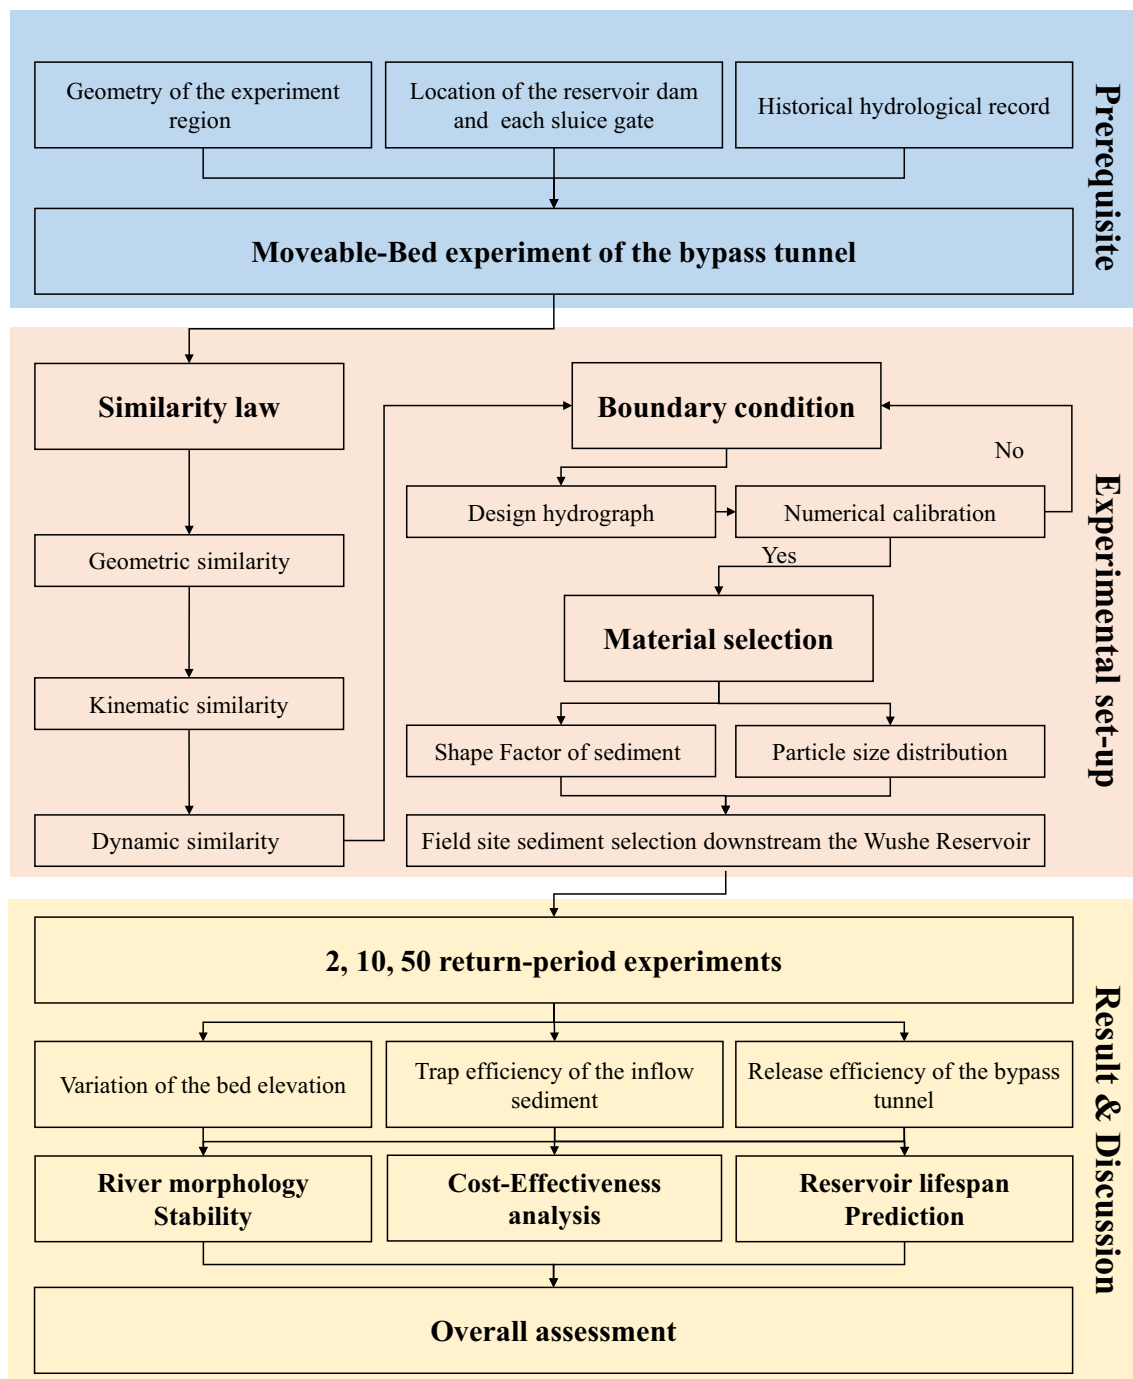 Prerequisite
Geometry of the experiment
region
Location of the reservoir dam
and each sluice gate
Historical hydrological record
Moveable-Bed experiment of the bypass tunnel
Experimental set-up
Similarity law
Geometric similarity
Kinematic similarity
Dynamic similarity
Boundary condition
No
Design hydrograph
Numerical calibration
Yes
Material selection
Shape Factor of sediment
Particle size distribution
Field site sediment selection downstream the Wushe Reservoir
Result & Discussion
2, 10, 50 return-period experiments
Variation of the bed elevation
Trap efficiency of the inflow
sediment
Release efficiency of the bypass
tunnel
River morphology
Stability
Cost-Effectiveness
analysis
Reservoir lifespan
Prediction
Overall assessment